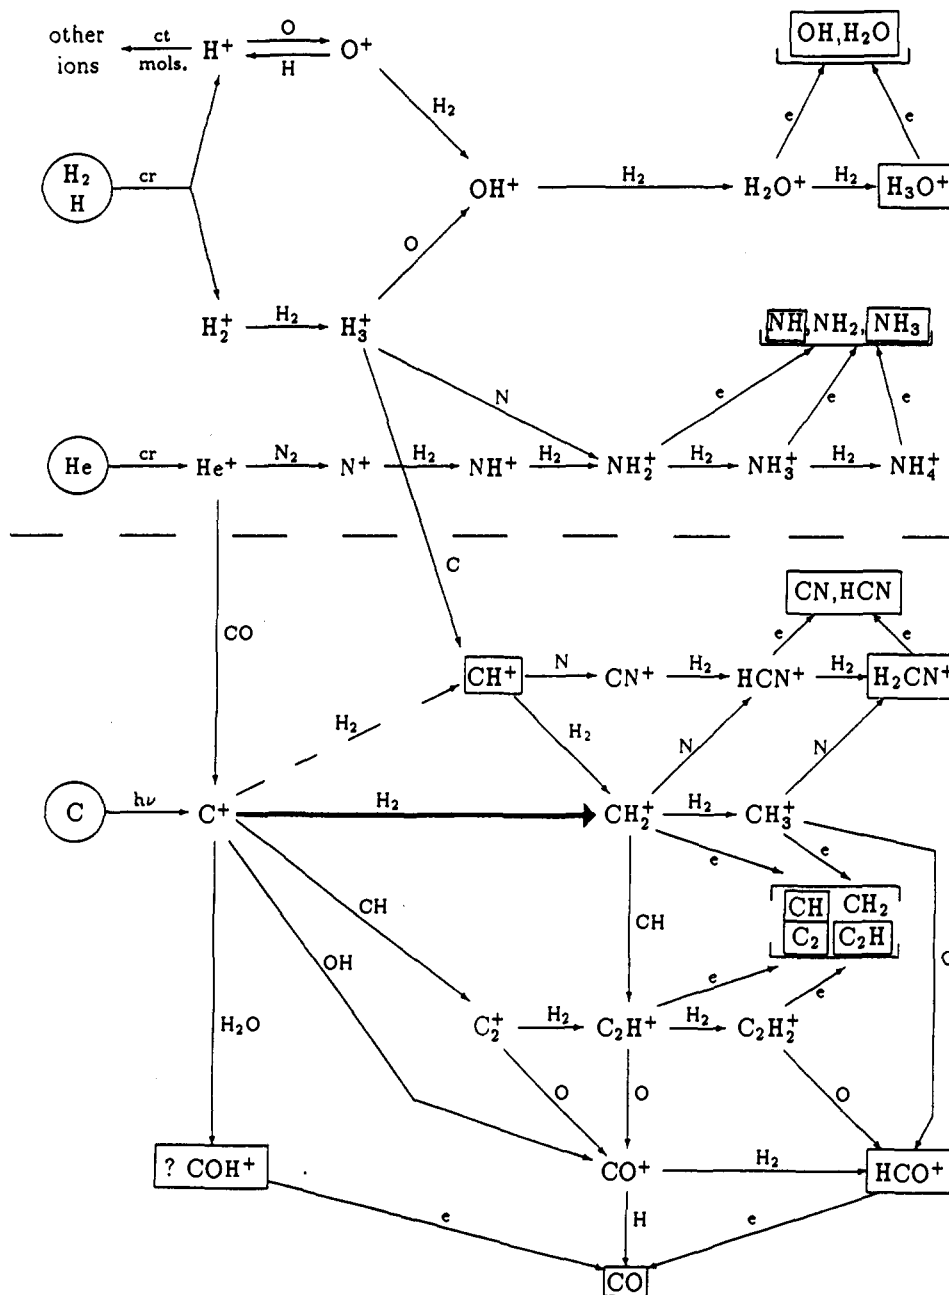 other ions
ct
mols.
H⁺
O
H
O⁺
OH,H₂O
H₂
e
e
H₂
H
cr
OH⁺
H₂
H₂O⁺
H₂
H₃O⁺
O
H₂⁺
H₂
H₃⁺
NH,NH₂,NH₃
N
e
e
e
He
cr
He⁺
N₂
N⁺
H₂
NH⁺
H₂
NH₂⁺
H₂
NH₃⁺
H₂
NH₄⁺
C
CN,HCN
CO
e
e
CH⁺
N
CN⁺
H₂
HCN⁺
H₂
H₂CN⁺
H₂
H₂
N
N
C
hν
C⁺
H₂
CH₂⁺
H₂
CH₃⁺
e
e
CH
CH
CH CH₂
C₂ C₂H
OH
e
e
H₂O
C₂⁺
H₂
C₂H⁺
H₂
C₂H₂⁺
O
O
O
? COH⁺
CO⁺
H₂
HCO⁺
e
H
e
CO